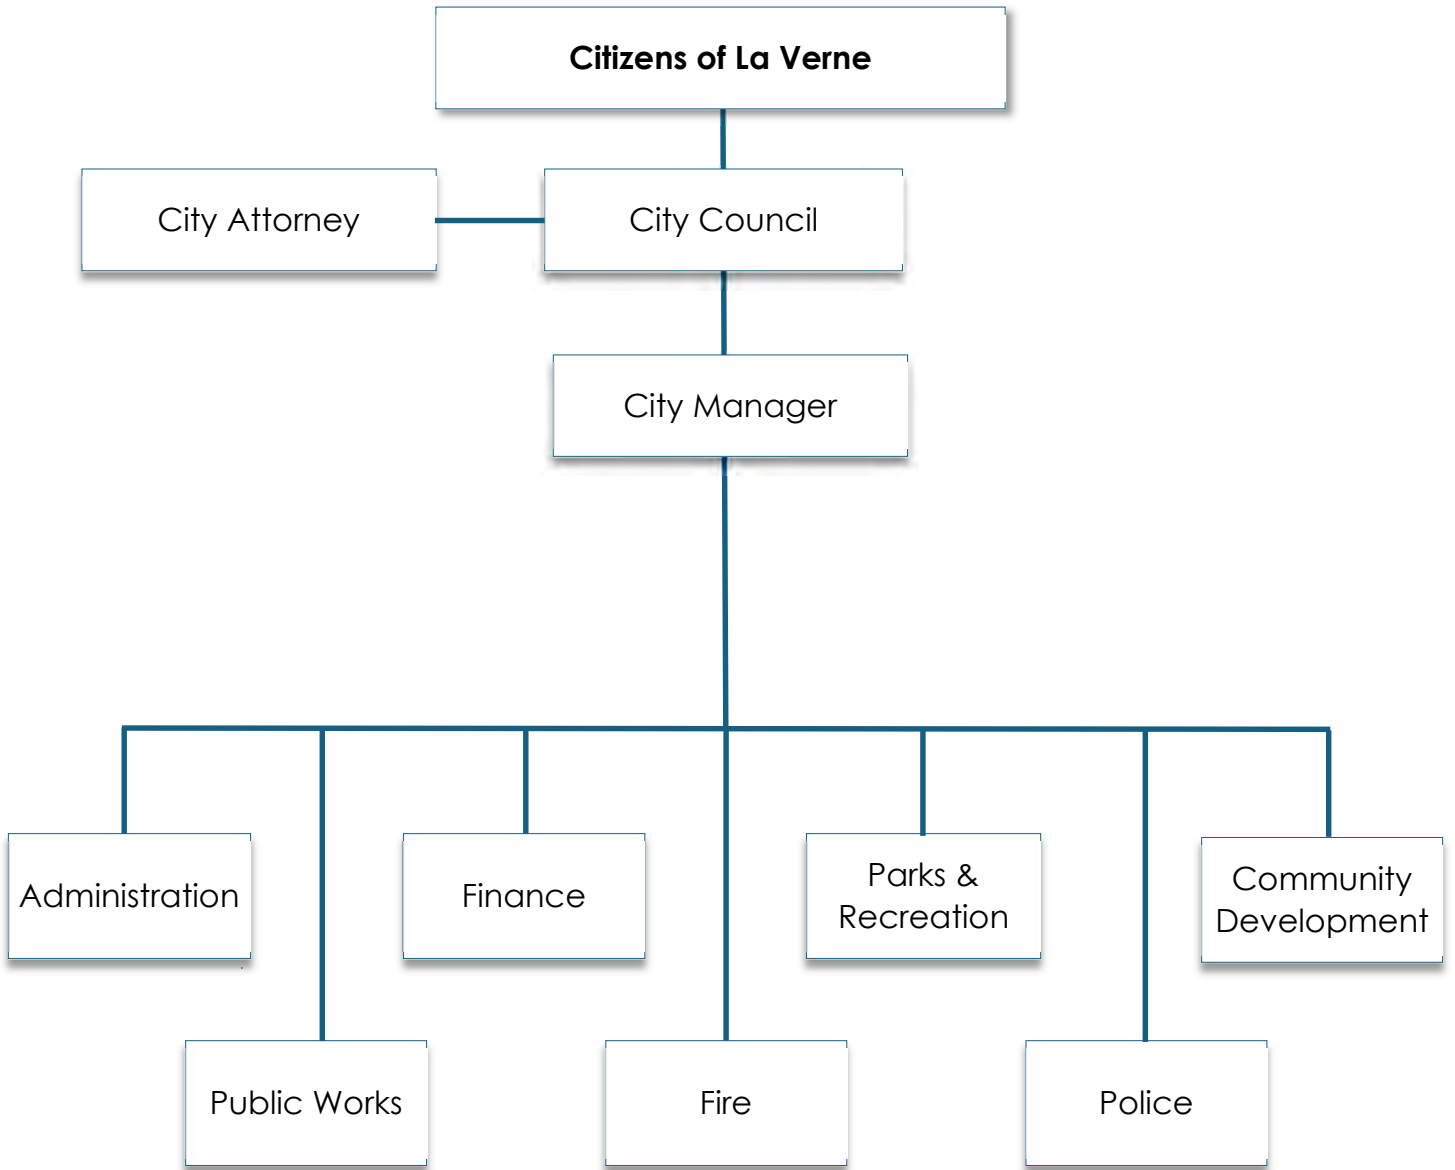 Citizens of La Verne
City Attorney
City Council
City Manager
Administration
Finance
Parks &
Recreation
Community
Development
Public Works
Fire
Police